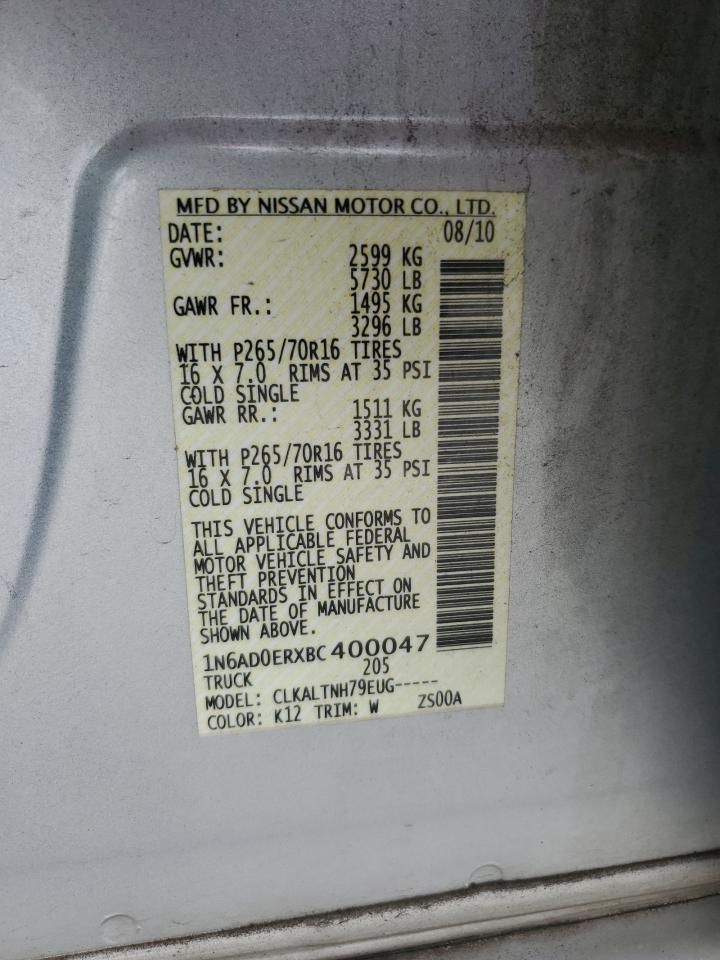 MFD BY NISSAN MOTOR CO., LTD.
DATE: 08/10
GVWR: 2599 KG
5730 LB
GAWR FR.: 1495 KG
3296 LB
WITH P265/70R16 TIRES
16 X 7.0 RIMS AT 35 PSI
COLD SINGLE
GAWR RR.: 1511 KG
3331 LB
WITH P265/70R16 TIRES
16 X 7.0 RIMS AT 35 PSI
COLD SINGLE
THIS VEHICLE CONFORMS TO
ALL APPLICABLE FEDERAL
MOTOR VEHICLE SAFETY AND
THEFT PREVENTION
STANDARDS IN EFFECT ON
THE DATE OF MANUFACTURE
SHOWN ABOVE.
1N6AD0ERXBC400047
TRUCK 205
MODEL: CLKALTNH79EUG-----
COLOR: K12 TRIM: W ZS00A